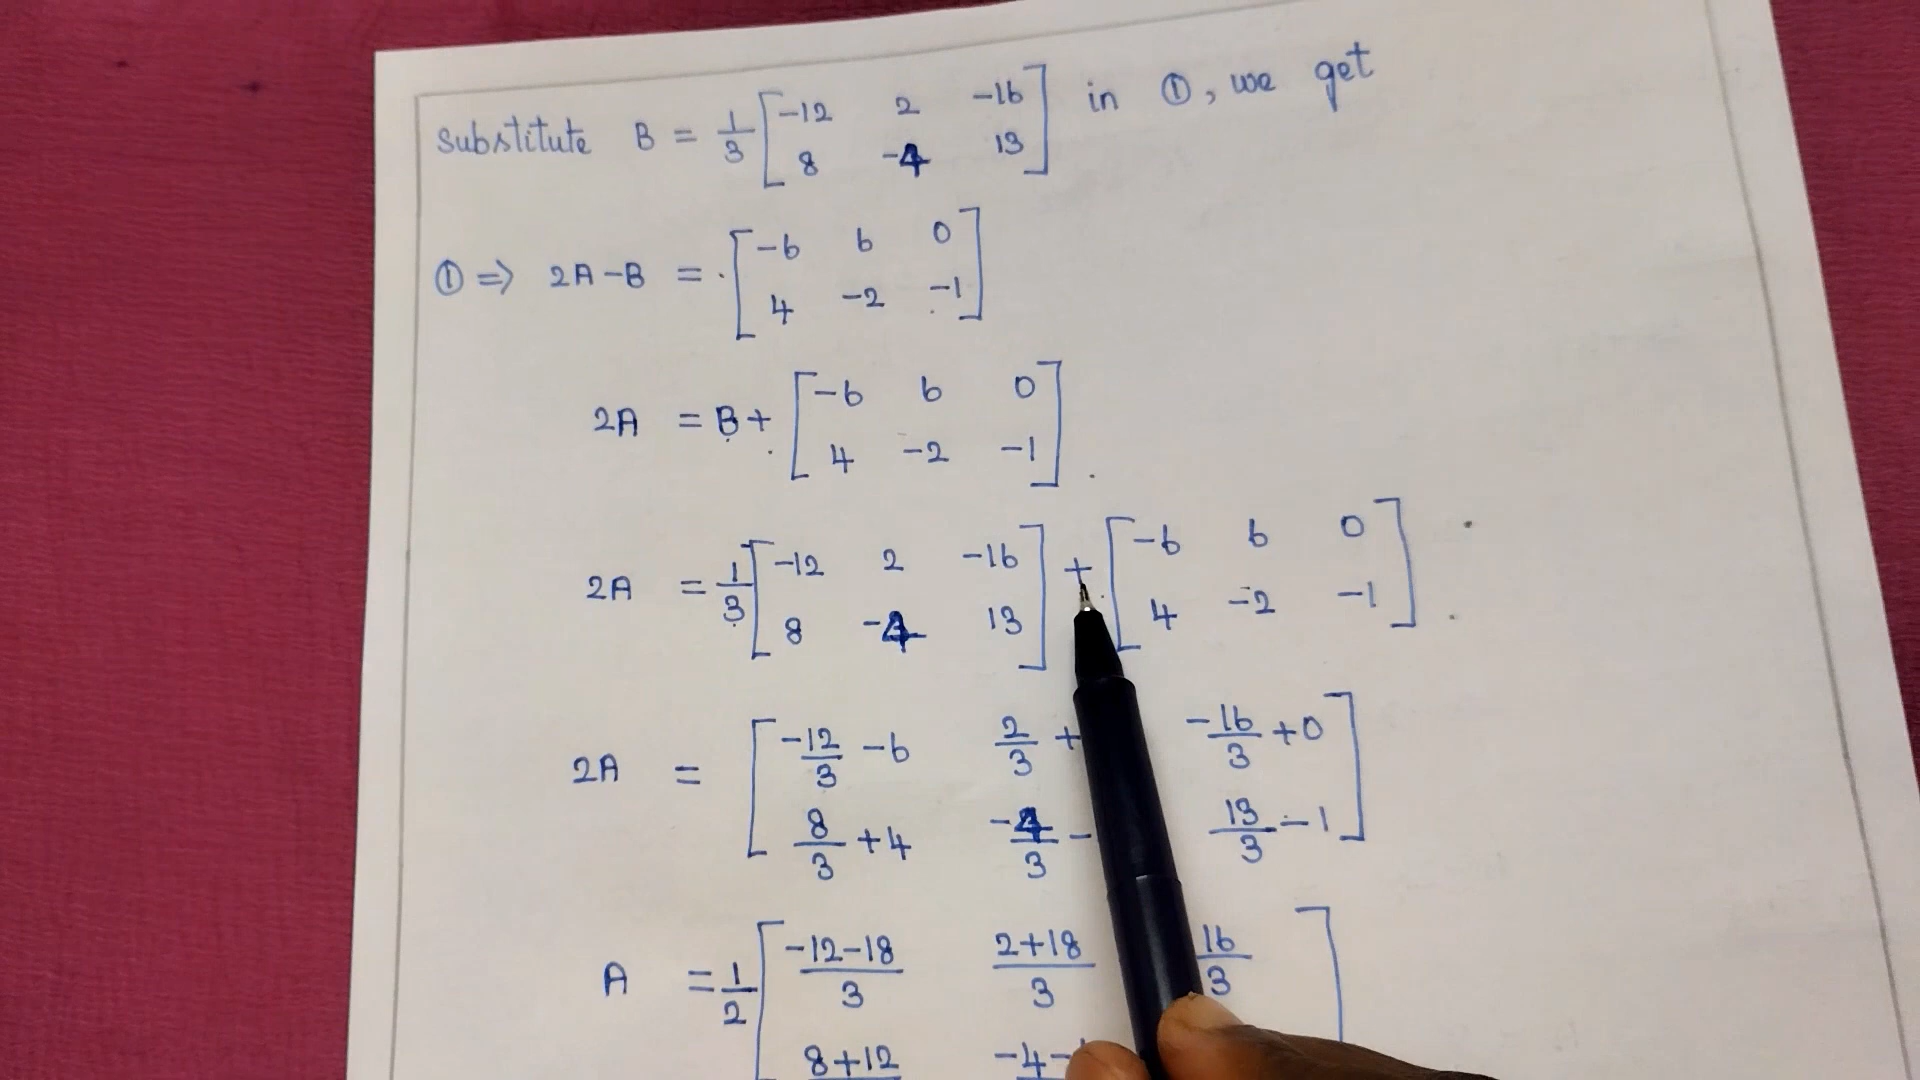 Substitute B = 1/3 [ -12 2 -16
8 -4 13 ] in ①, we get
① ⇒ 2A-B = [ -6 6 0
4 -2 -1 ]
2A = B + [ -6 6 0
4 -2 -1 ]
2A = 1/3 [ -12 2 -16
8 -4 13 ] + [ -6 6 0
4 -2 -1 ]
2A = [ -12/3 -6 2/3 + -16/3 +0
8/3 +4 -4/3 - 13/3 -1 ]
A = 1/2 [ -12-18/3 2+18/3 16/3
8+12 -4- ]